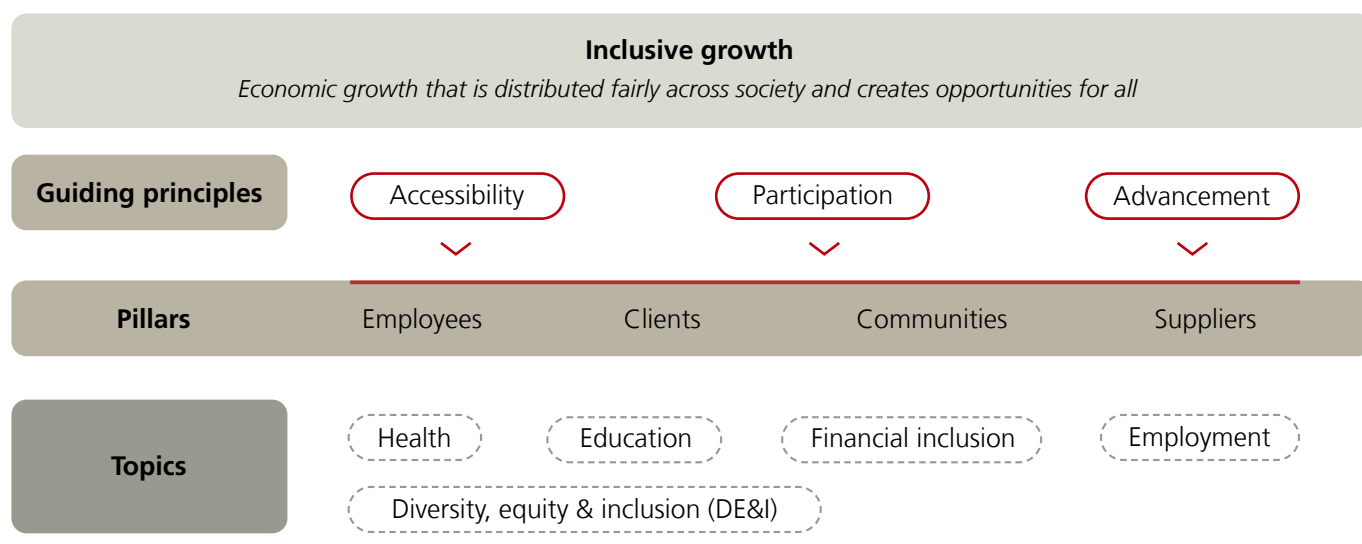 Inclusive growth
Economic growth that is distributed fairly across society and creates opportunities for all
Guiding principles
Accessibility
Participation
Advancement
Pillars
Employees
Clients
Communities
Suppliers
Topics
Health
Education
Financial inclusion
Employment
Diversity, equity & inclusion (DE&I)